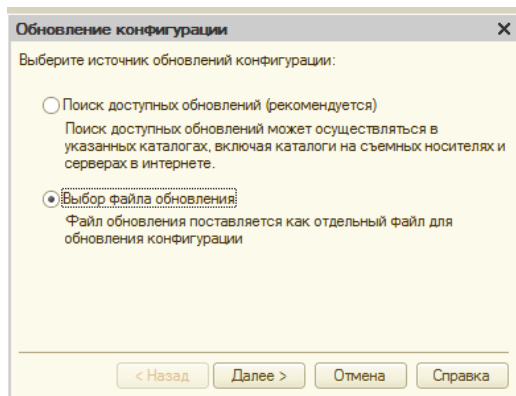 Обновление конфигурации
Выберите источник обновлений конфигурации:
Поиск доступных обновлений (рекомендуется)
Поиск доступных обновлений может осуществляться в
указанных каталогах, включая каталоги на съемных носителях и
серверах в интернете.
Выбор файла обновления
Файл обновления поставляется как отдельный файл для
обновления конфигурации
< Назад Далее > Отмена Справка